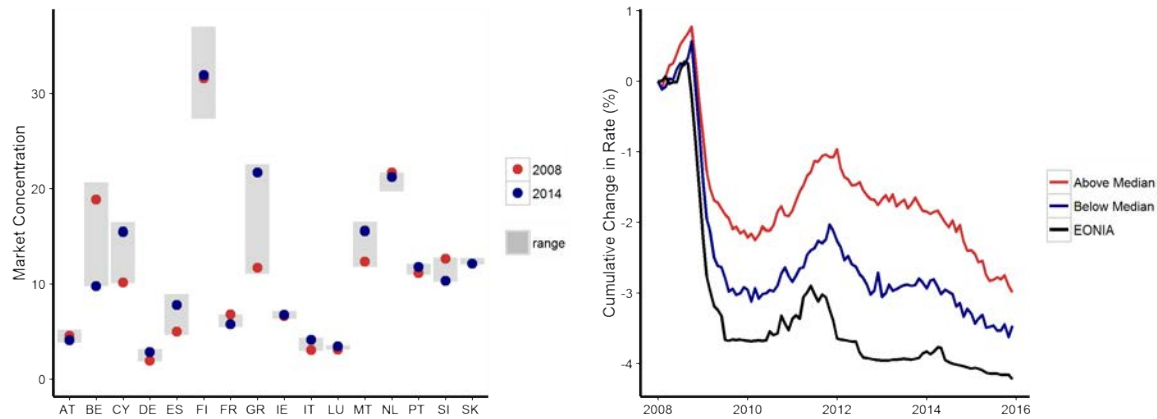 Market Concentration
30
20
10
0
AT BE CY DE ES FI FR GR IE IT LU MT NL PT SI SK
2008
2014
range
Cumulative Change in Rate (%)
1
0
-1
-2
-3
-4
2008 2010 2012 2014 2016
Above Median
Below Median
EONIA